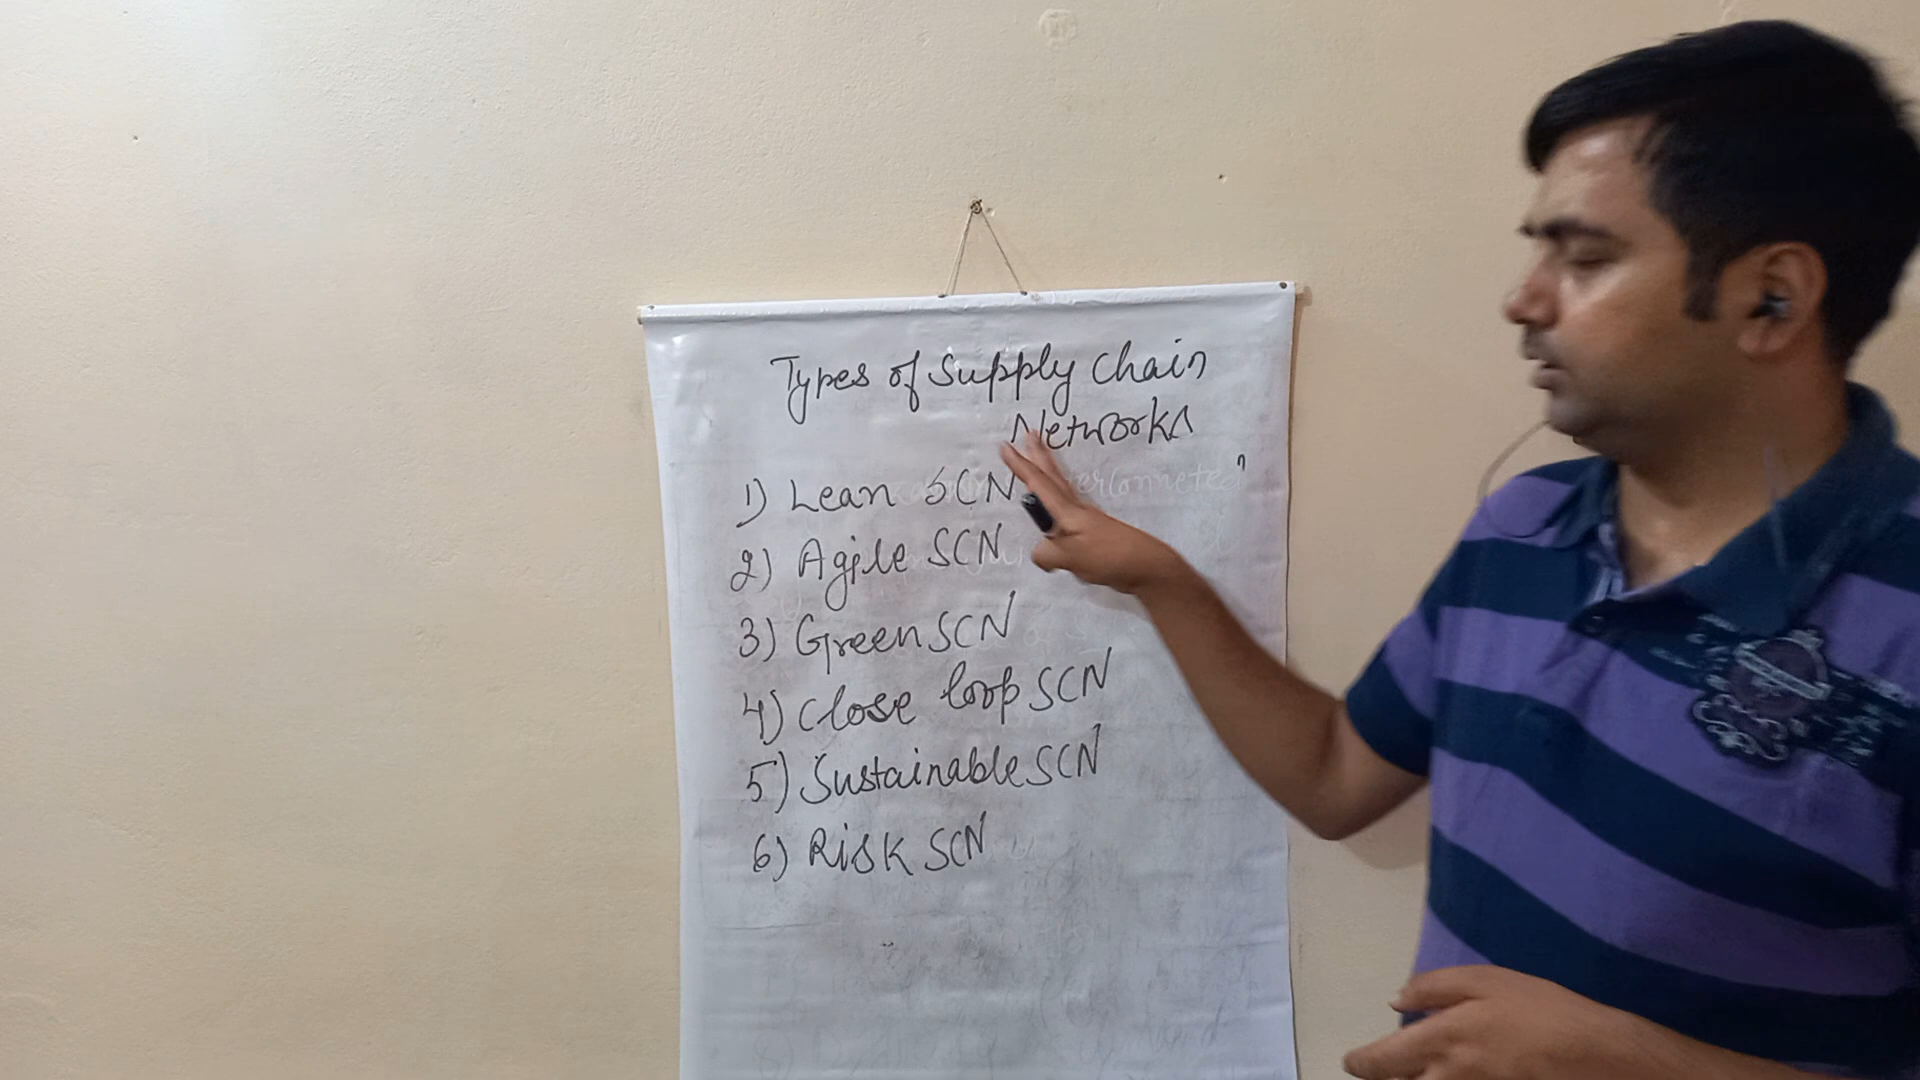 Types of Supply Chain
Networks
1) Lean SCN
2) Agile SCN
3) Green SCN
4) Close loop SCN
5) Sustainable SCN
6) Risk SCN